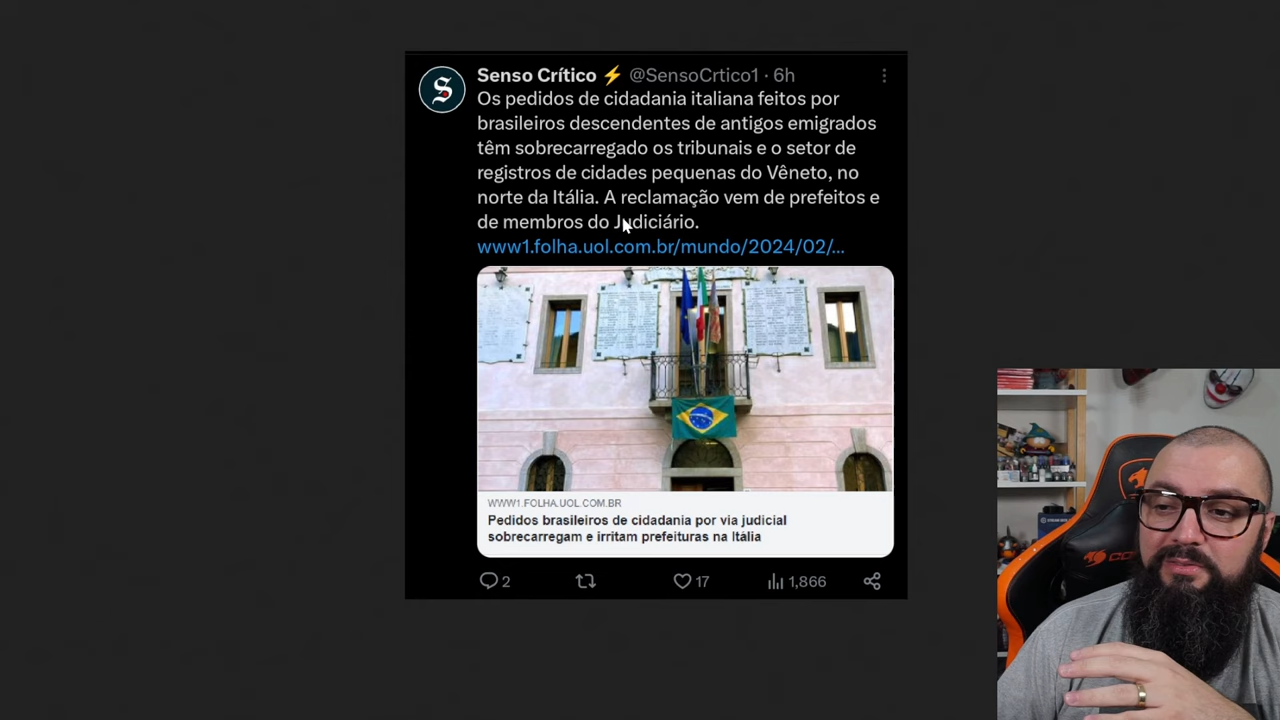 Senso Crítico ⚡ @SensoCrtico1 · 6h
Os pedidos de cidadania italiana feitos por
brasileiros descendentes de antigos emigrados
têm sobrecarregado os tribunais e o setor de
registros de cidades pequenas do Vêneto, no
norte da Itália. A reclamação vem de prefeitos e
de membros do Judiciário.
www1.folha.uol.com.br/mundo/2024/02/...
WWW1.FOLHA.UOL.COM.BR
Pedidos brasileiros de cidadania por via judicial
sobrecarregam e irritam prefeituras na Itália
2 17 1,866